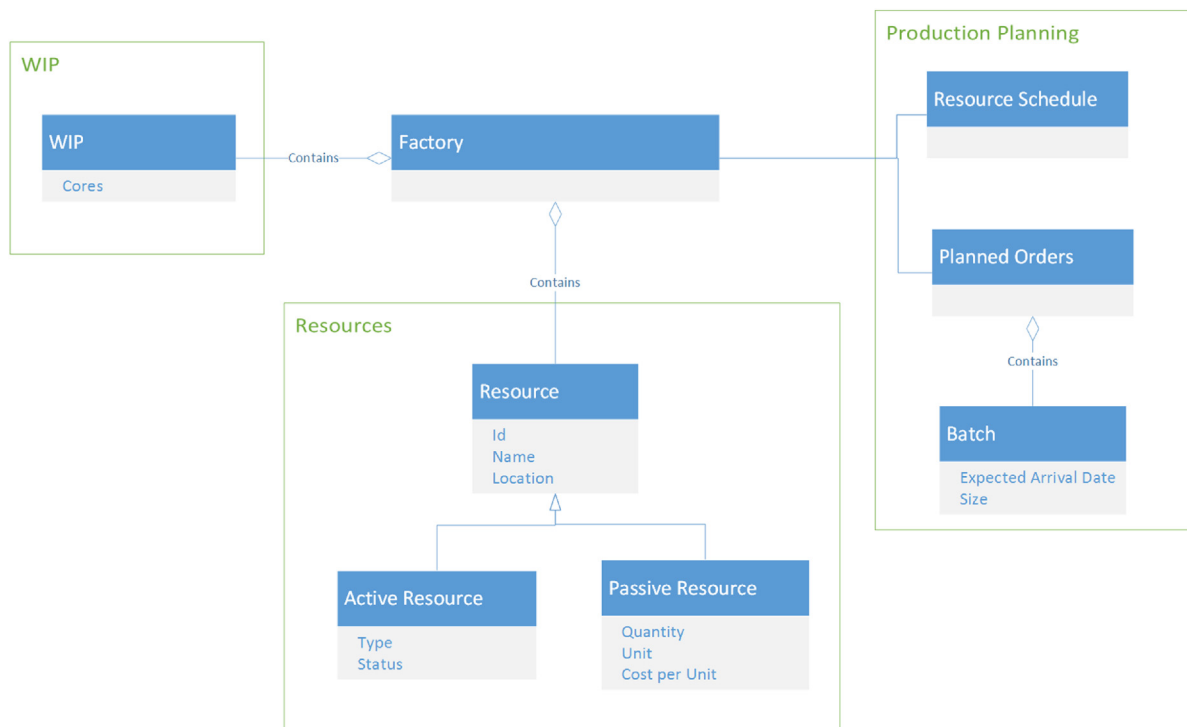 Production Planning
WIP
Resource Schedule
WIP
Factory
Contains
Cores
Planned Orders
Contains
Resources
Contains
Resource
Batch
Id
Name
Location
Expected Arrival Date
Size
Active Resource
Passive Resource
Type
Status
Quantity
Unit
Cost per Unit